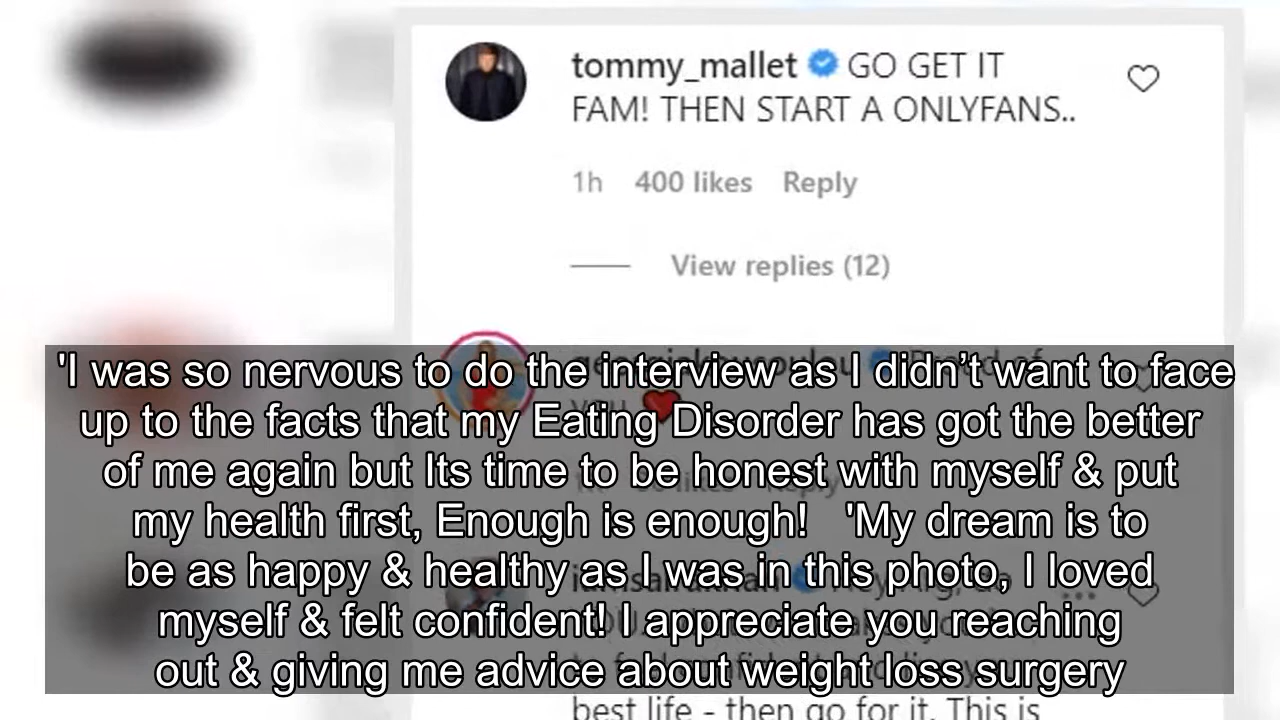 tommy_mallet GO GET IT
FAM! THEN START A ONLYFANS..
1h 400 likes Reply
View replies (12)
'I was so nervous to do the interview as I didn’t want to face
up to the facts that my Eating Disorder has got the better
of me again but Its time to be honest with myself & put
my health first, Enough is enough! 'My dream is to
be as happy & healthy as I was in this photo, I loved
myself & felt confident! I appreciate you reaching
out & giving me advice about weight loss surgery
best life - then go for it. This is